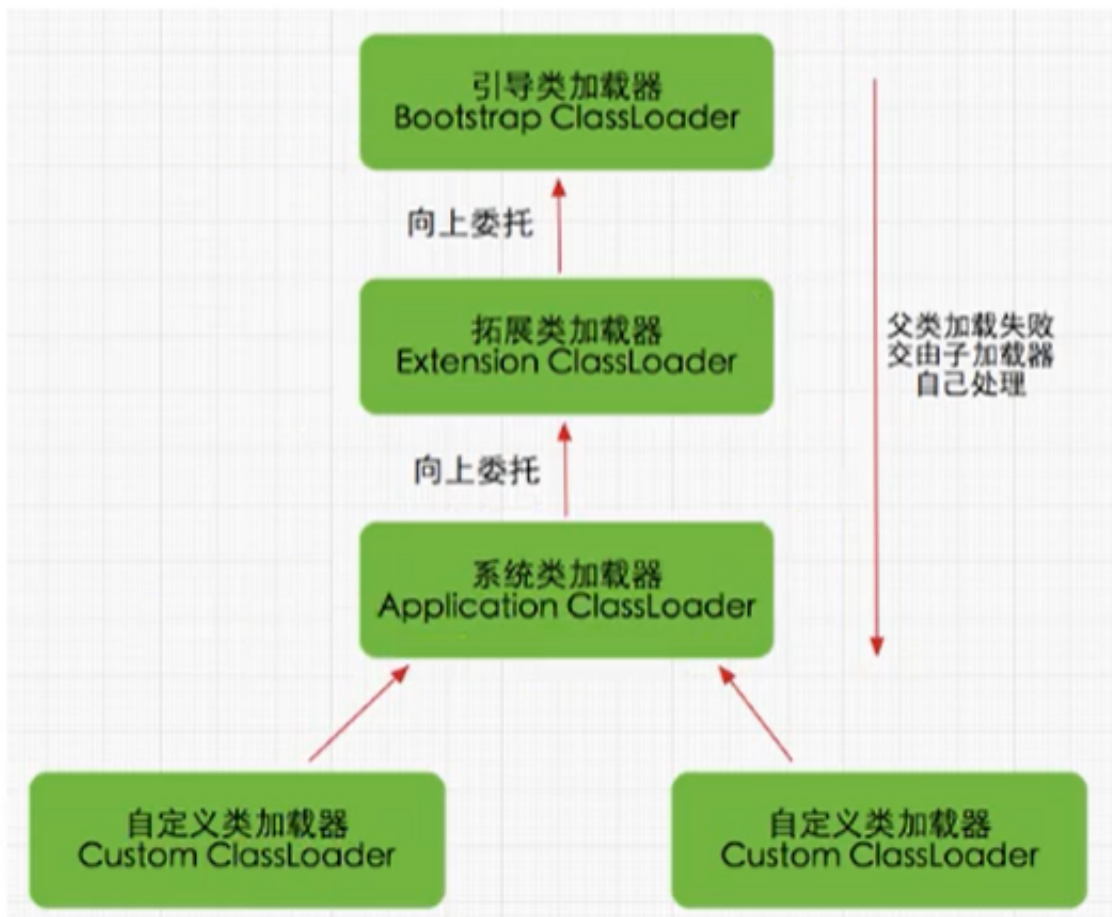 引导类加载器
Bootstrap ClassLoader
向上委托
拓展类加载器
Extension ClassLoader
父类加载失败
交由子加载器
自己处理
向上委托
系统类加载器
Application ClassLoader
自定义类加载器
Custom ClassLoader
自定义类加载器
Custom ClassLoader